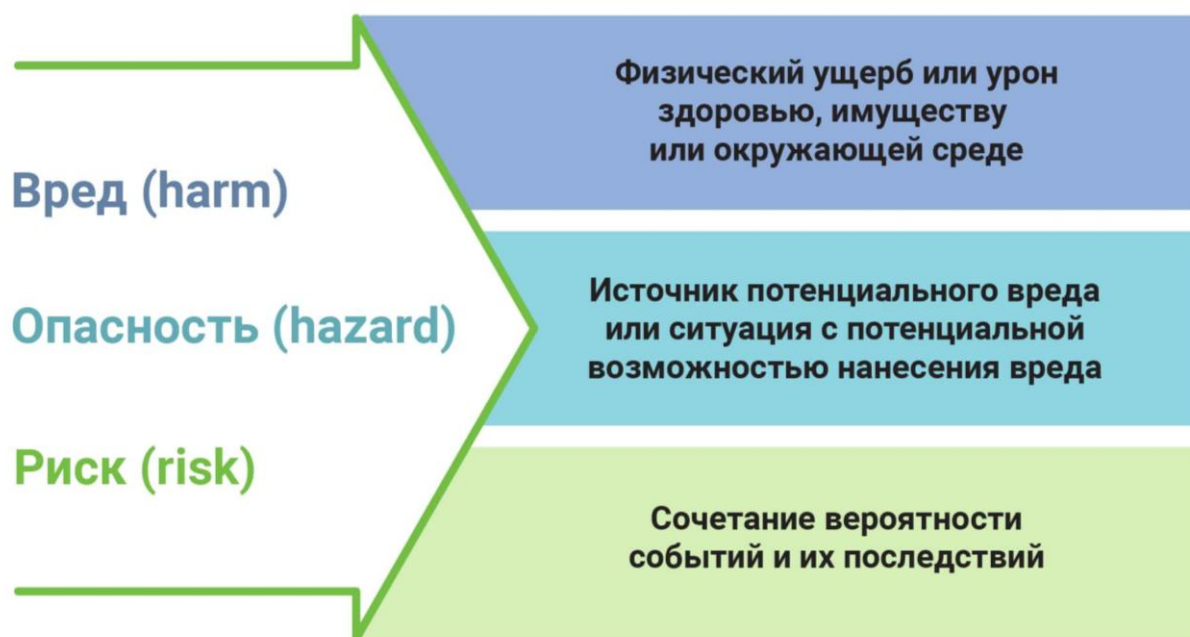 Вред (harm)
Физический ущерб или урон
здоровью, имуществу
или окружающей среде
Опасность (hazard)
Источник потенциального вреда
или ситуация с потенциальной
возможностью нанесения вреда
Риск (risk)
Сочетание вероятности
событий и их последствий